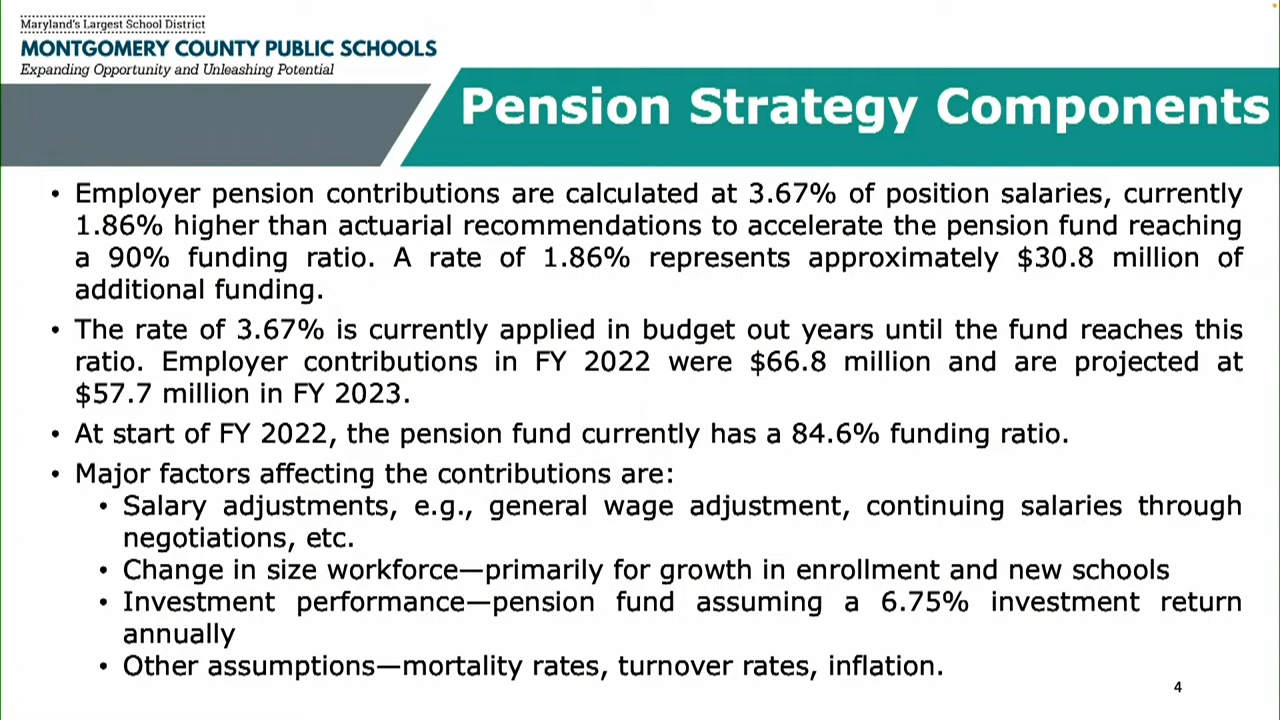 Maryland's Largest School District
MONTGOMERY COUNTY PUBLIC SCHOOLS
Expanding Opportunity and Unleashing Potential
Pension Strategy Components
• Employer pension contributions are calculated at 3.67% of position salaries, currently
1.86% higher than actuarial recommendations to accelerate the pension fund reaching
a 90% funding ratio. A rate of 1.86% represents approximately $30.8 million of
additional funding.
• The rate of 3.67% is currently applied in budget out years until the fund reaches this
ratio. Employer contributions in FY 2022 were $66.8 million and are projected at
$57.7 million in FY 2023.
• At start of FY 2022, the pension fund currently has a 84.6% funding ratio.
• Major factors affecting the contributions are:
• Salary adjustments, e.g., general wage adjustment, continuing salaries through
negotiations, etc.
• Change in size workforce—primarily for growth in enrollment and new schools
• Investment performance—pension fund assuming a 6.75% investment return
annually
• Other assumptions—mortality rates, turnover rates, inflation.
4